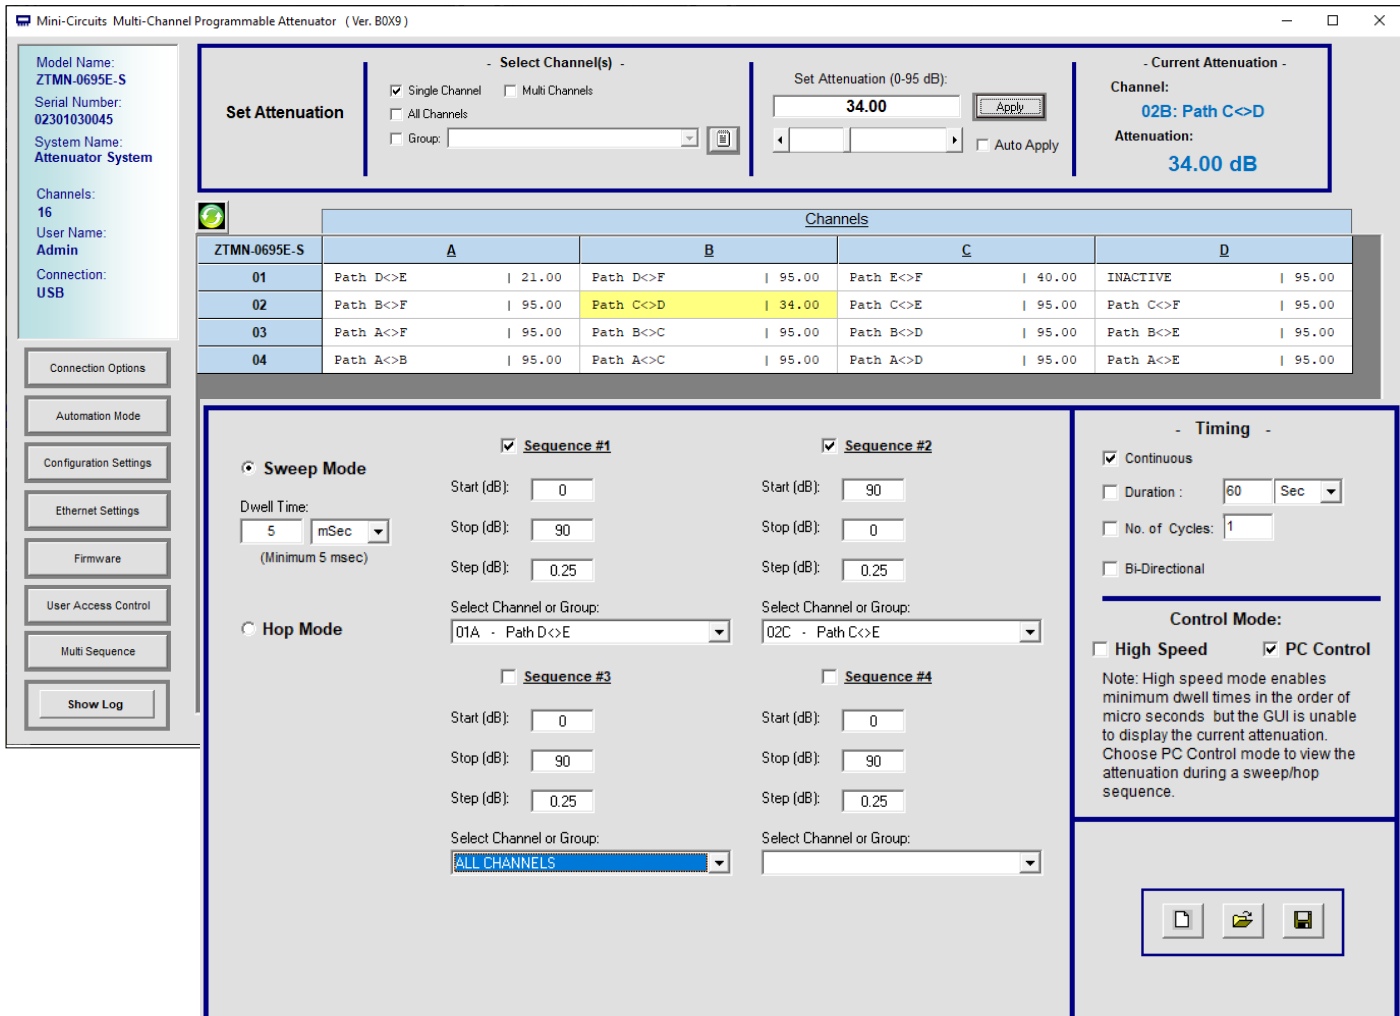 Mini-Circuits Multi-Channel Programmable Attenuator ( Ver. B0X9 )
Model Name:
ZTMN-0695E-S
Serial Number:
02301030045
System Name:
Attenuator System
Channels:
16
User Name:
Admin
Connection:
USB
Connection Options
Automation Mode
Configuration Settings
Ethernet Settings
Firmware
User Access Control
Multi Sequence
Show Log
Set Attenuation
- Select Channel(s) -
Single Channel Multi Channels
All Channels
Group:
Set Attenuation (0-95 dB):
34.00 Apply
Auto Apply
- Current Attenuation -
Channel:
02B: Path C<>D
Attenuation:
34.00 dB
Channels
ZTMN-0695E-S A B C D
01 Path D<>E | 21.00 Path D<>F | 95.00 Path E<>F | 40.00 INACTIVE | 95.00
02 Path B<>F | 95.00 Path C<>D | 34.00 Path C<>E | 95.00 Path C<>F | 95.00
03 Path A<>F | 95.00 Path B<>C | 95.00 Path B<>D | 95.00 Path B<>E | 95.00
04 Path A<>B | 95.00 Path A<>C | 95.00 Path A<>D | 95.00 Path A<>E | 95.00
Sweep Mode
Dwell Time:
5 mSec
(Minimum 5 msec)
Hop Mode
Sequence #1
Start (dB): 0
Stop (dB): 90
Step (dB): 0.25
Select Channel or Group:
01A - Path D<>E
Sequence #2
Start (dB): 90
Stop (dB): 0
Step (dB): 0.25
Select Channel or Group:
02C - Path C<>E
Sequence #3
Start (dB): 0
Stop (dB): 90
Step (dB): 0.25
Select Channel or Group:
ALL CHANNELS
Sequence #4
Start (dB): 0
Stop (dB): 90
Step (dB): 0.25
Select Channel or Group:
- Timing -
Continuous
Duration : 60 Sec
No. of Cycles: 1
Bi-Directional
Control Mode:
High Speed PC Control
Note: High speed mode enables
minimum dwell times in the order of
micro seconds but the GUI is unable
to display the current attenuation.
Choose PC Control mode to view the
attenuation during a sweep/hop
sequence.